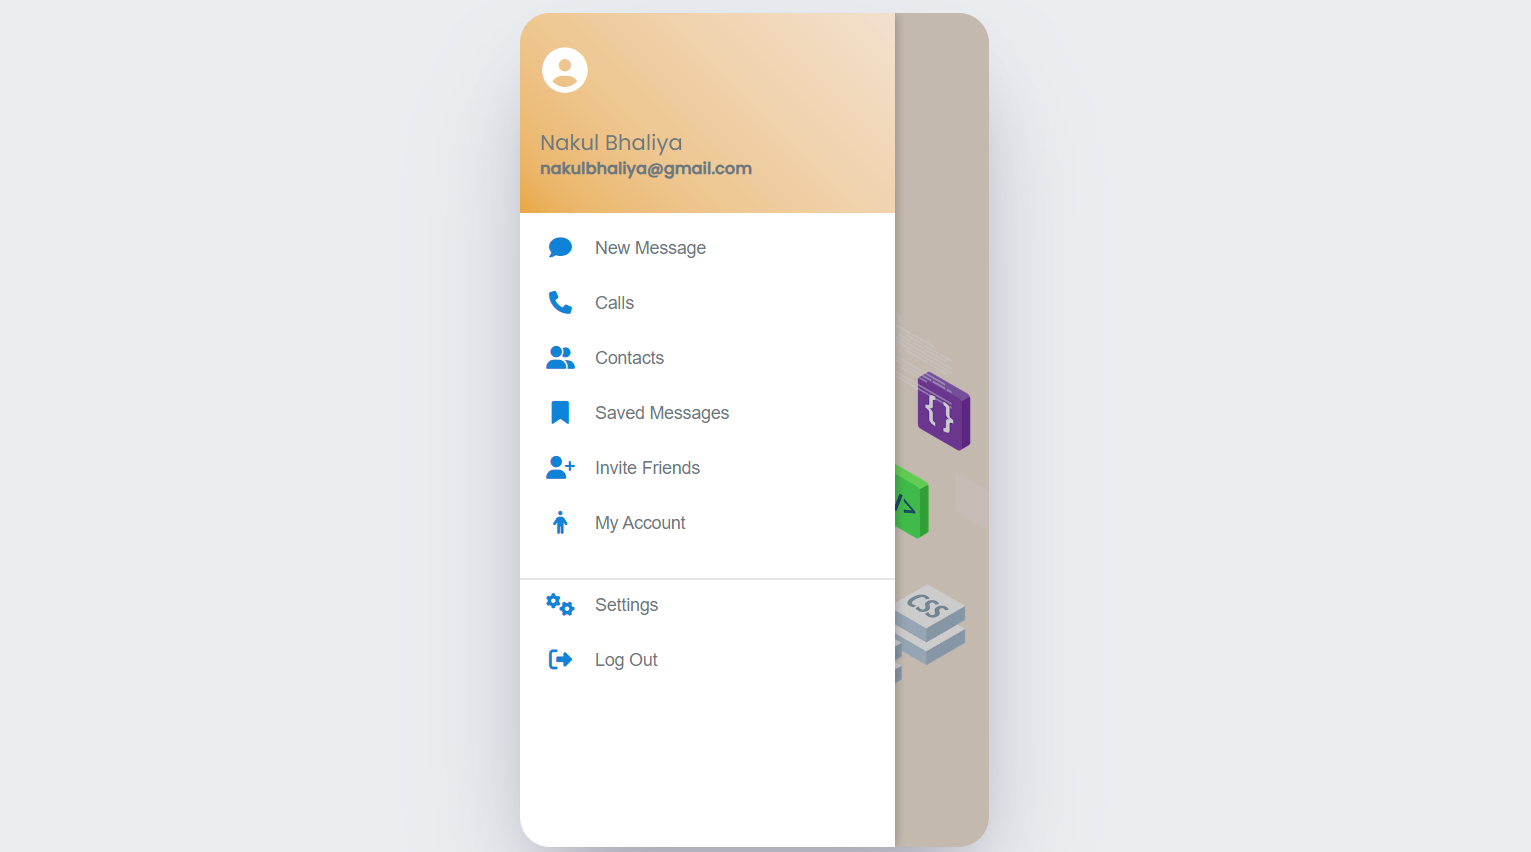 Nakul Bhaliya
nakulbhaliya@gmail.com
New Message
Calls
Contacts
Saved Messages
Invite Friends
My Account
Settings
Log Out
{}
/>
CSS